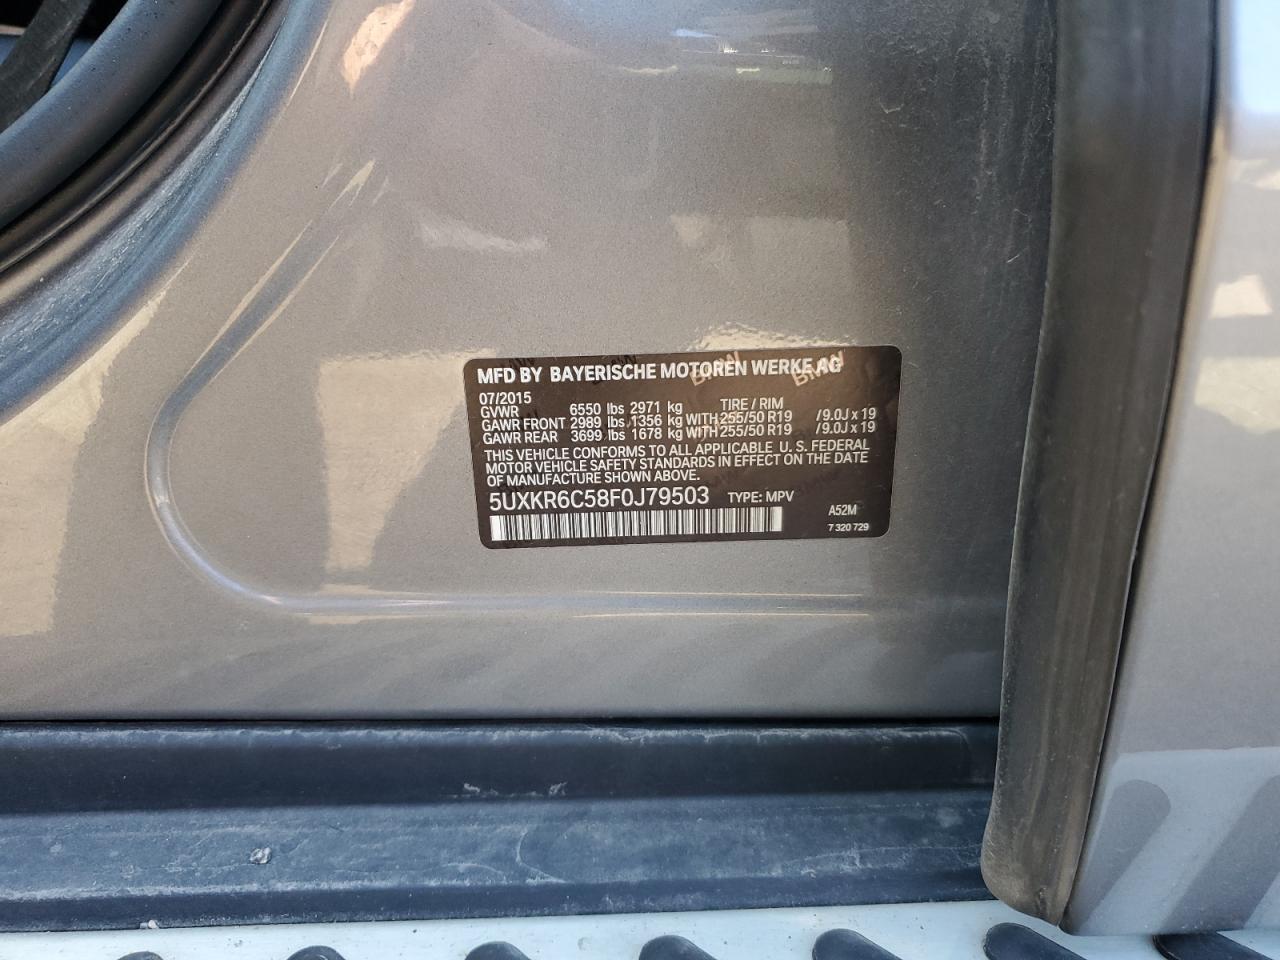 MFD BY BAYERISCHE MOTOREN WERKE AG
07/2015
GVWR 6550 lbs 2971 kg TIRE / RIM
GAWR FRONT 2989 lbs 1356 kg WITH 255/50 R19 /9.0J x 19
GAWR REAR 3699 lbs 1678 kg WITH 255/50 R19 /9.0J x 19
THIS VEHICLE CONFORMS TO ALL APPLICABLE U.S. FEDERAL
MOTOR VEHICLE SAFETY STANDARDS IN EFFECT ON THE DATE
OF MANUFACTURE SHOWN ABOVE.
5UXKR6C58F0J79503 TYPE: MPV
A52M
7 320 729
BMW
BMW
BMW